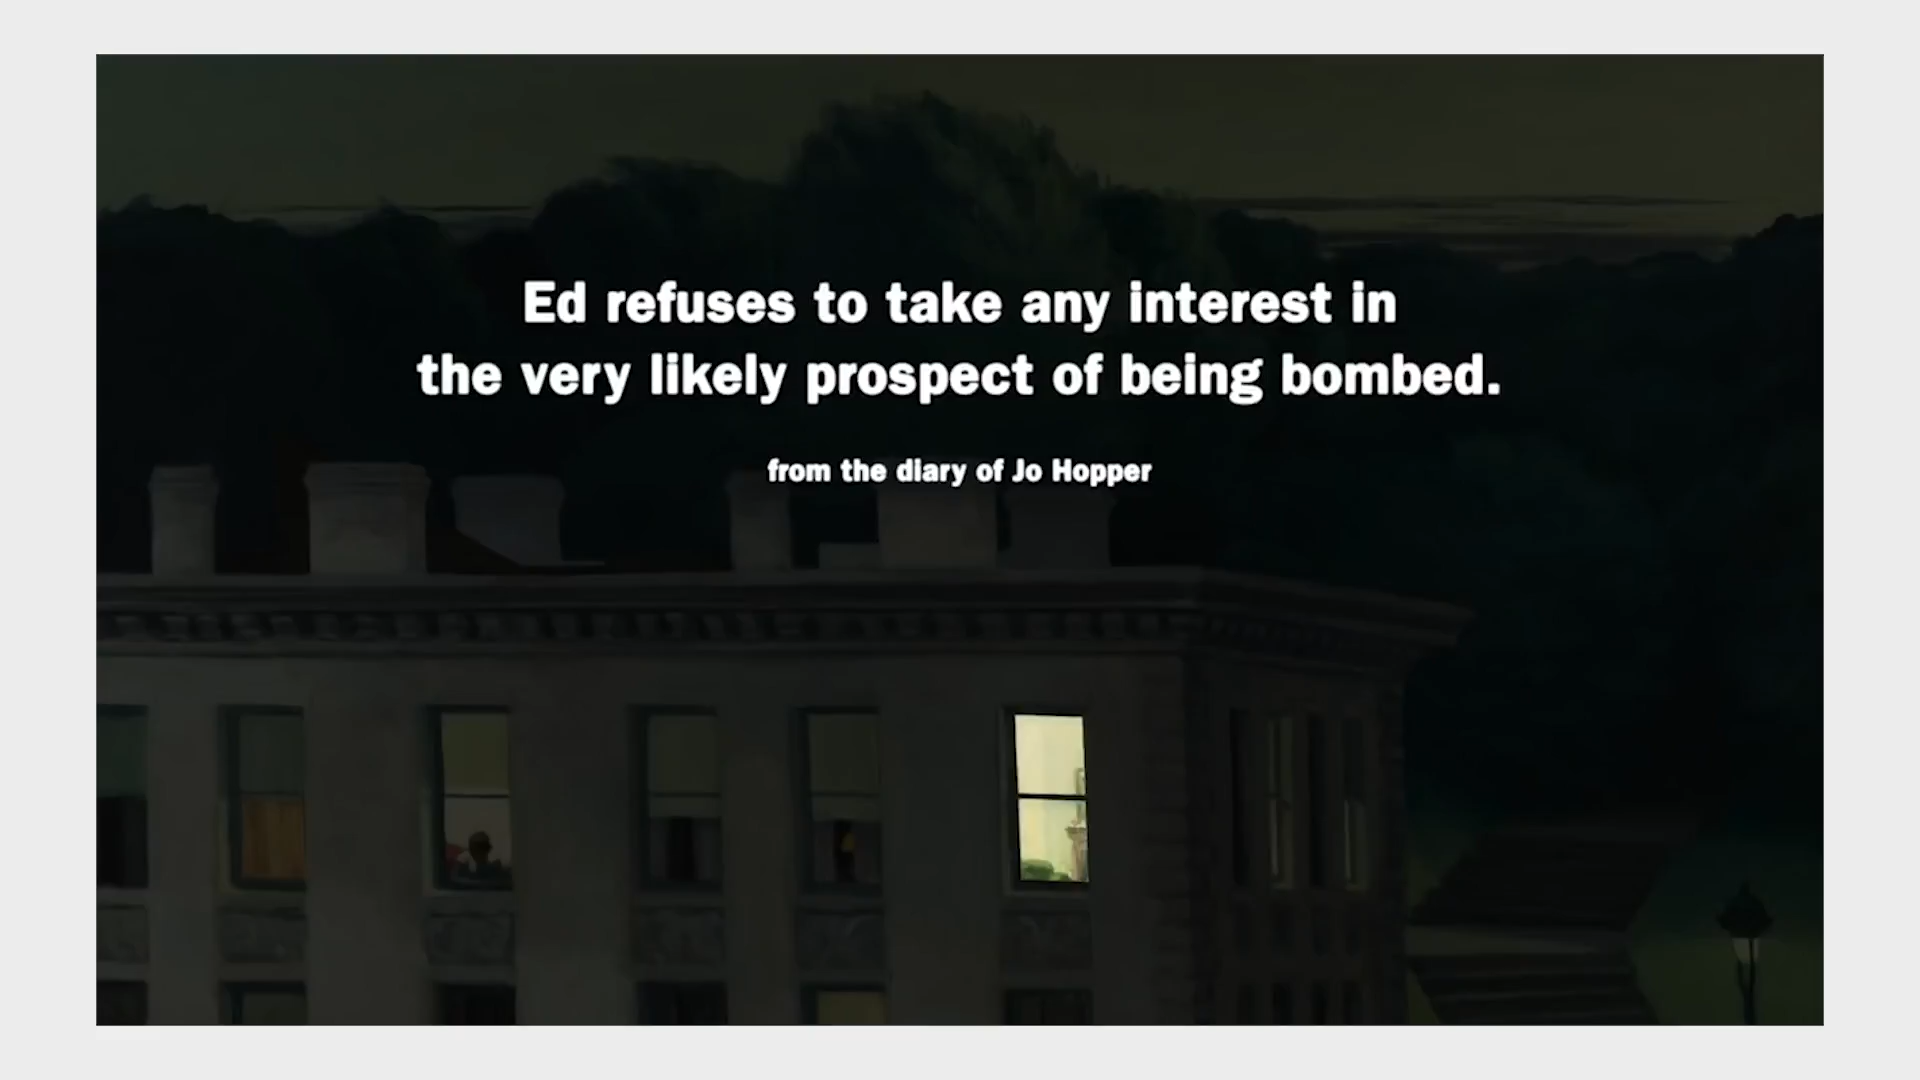 Ed refuses to take any interest in
the very likely prospect of being bombed.
from the diary of Jo Hopper